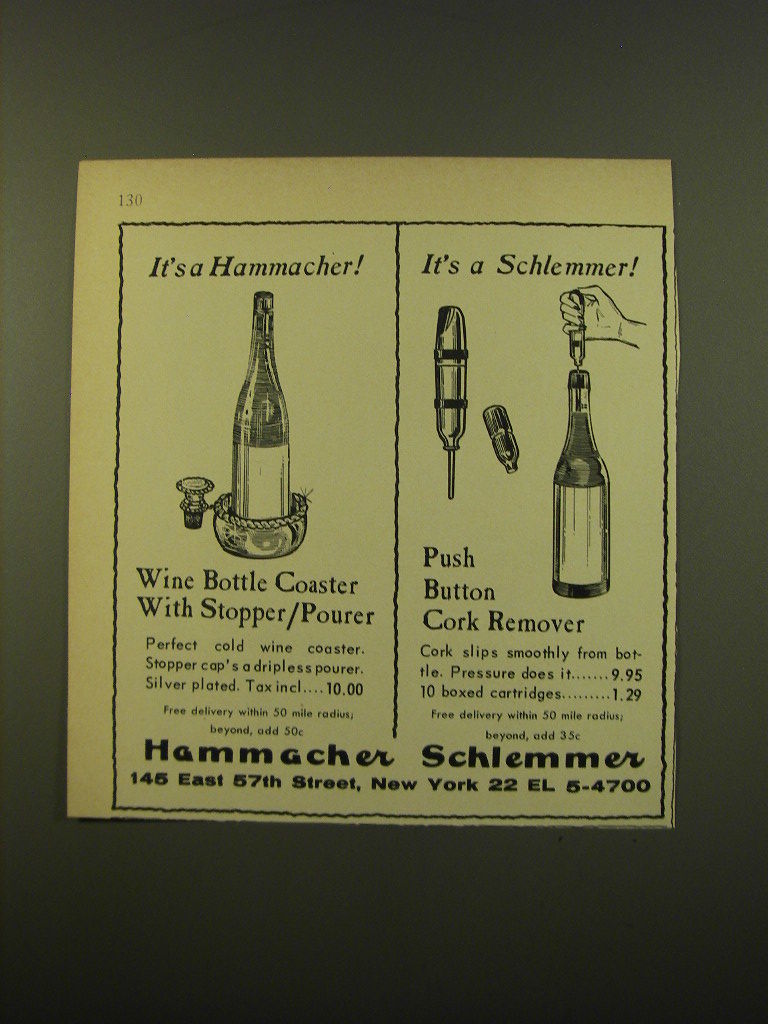 130
It's a Hammacher!
Wine Bottle Coaster
With Stopper/Pourer
Perfect cold wine coaster.
Stopper cap's a dripless pourer.
Silver plated. Tax incl....10.00
Free delivery within 50 mile radius;
beyond, add 50c
It's a Schlemmer!
Push
Button
Cork Remover
Cork slips smoothly from bot-
tle. Pressure does it.......9.95
10 boxed cartridges.........1.29
Free delivery within 50 mile radius;
beyond, add 35c
Hammacher Schlemmer
145 East 57th Street, New York 22 EL 5-4700